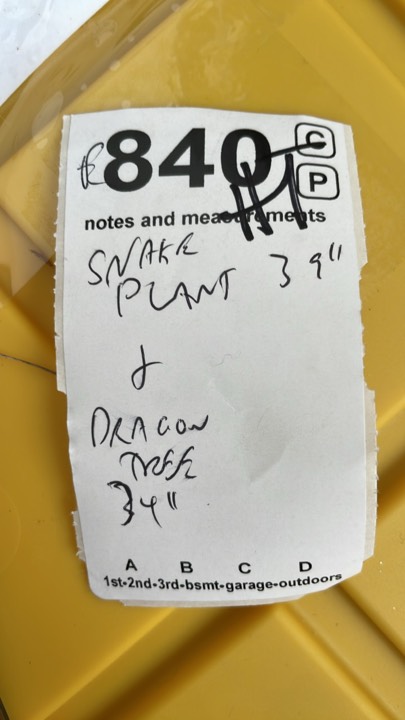 840
C
P
notes and measurements
SNAKE
PLANT 39"
&
DRAGON
TREE
34"
A B C D
1st-2nd-3rd-bsmt-garage-outdoors